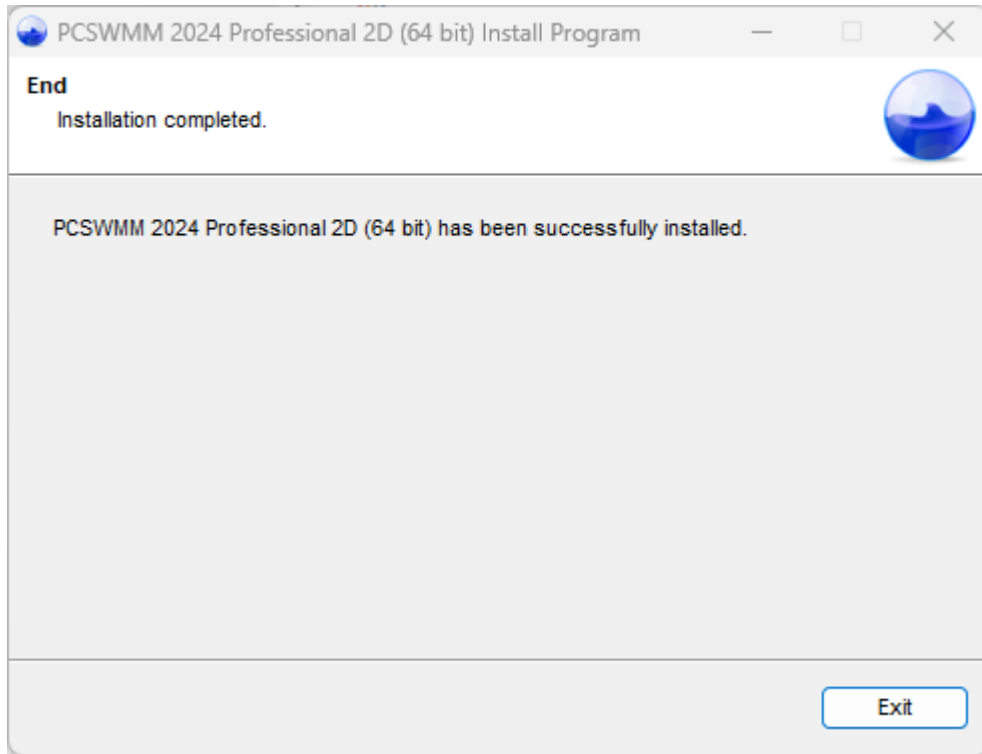 PCSWMM 2024 Professional 2D (64 bit) Install Program
End
Installation completed.
PCSWMM 2024 Professional 2D (64 bit) has been successfully installed.
Exit